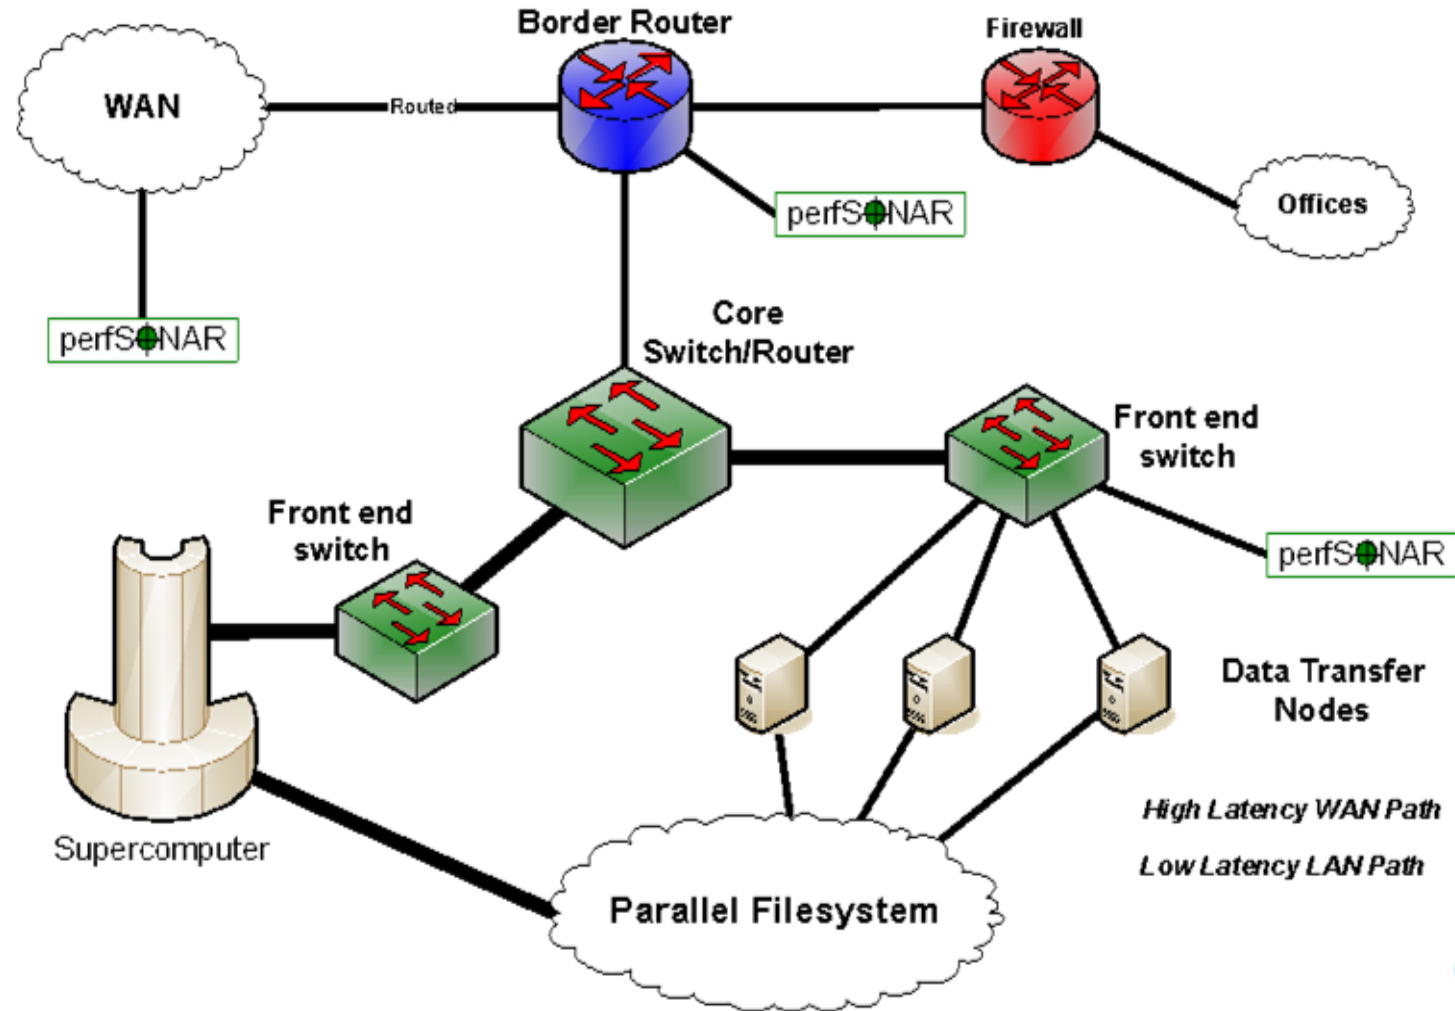 Border Router
Firewall
WAN
Routed
Offices
perfSONAR
perfSONAR
Core
Switch/Router
Front end
switch
Front end
switch
perfSONAR
Data Transfer
Nodes
High Latency WAN Path
Low Latency LAN Path
Supercomputer
Parallel Filesystem